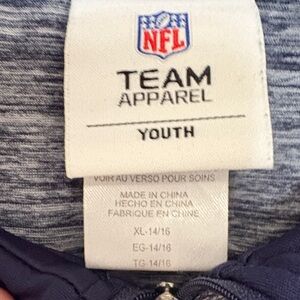 NFL
TEAM
APPAREL
YOUTH
VOIR AU VERSO POUR SOINS
MADE IN CHINA
HECHO EN CHINA
FABRIQUE EN CHINE
XL-14/16
EG-14/16
TG-14/16